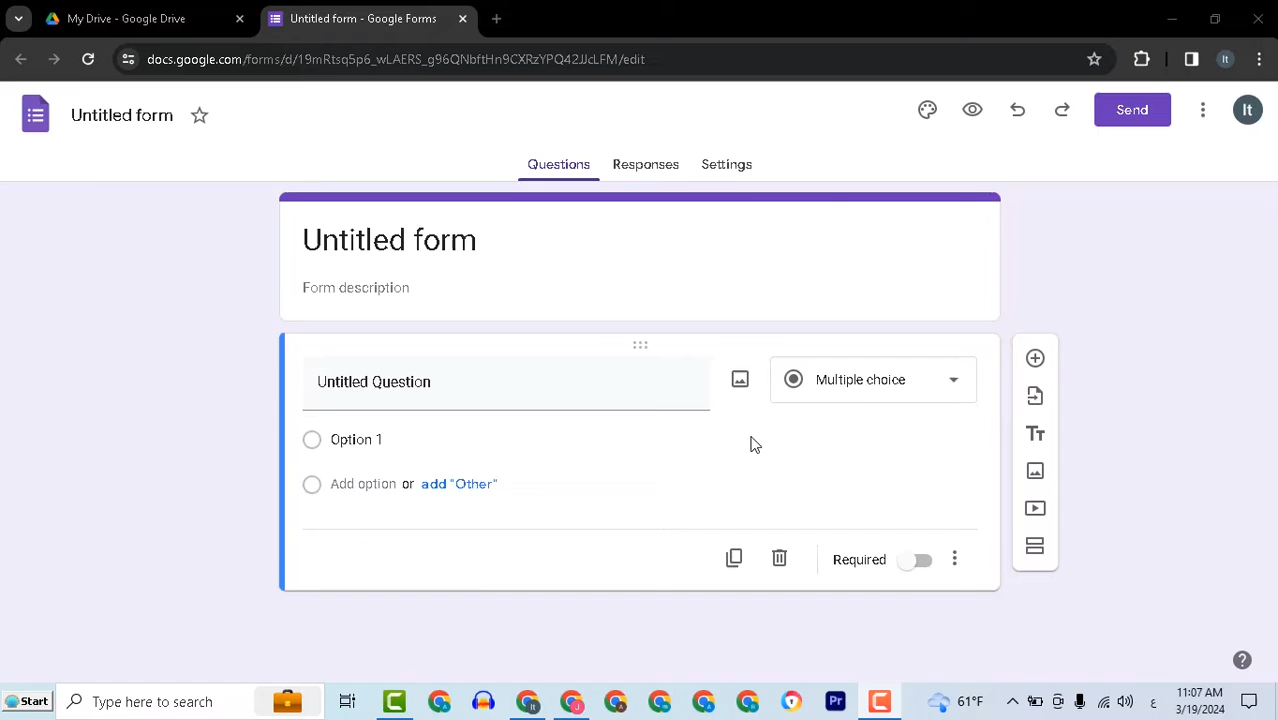 My Drive - Google Drive
Untitled form - Google Forms
docs.google.com/forms/d/19mRtsq5p6_wLAERS_g96QNbftHn9CXRzYPQ42JJcLFM/edit
It
Untitled form
Send
It
Questions
Responses
Settings
Untitled form
Form description
Untitled Question
Multiple choice
Option 1
Add option or add "Other"
Required
Start
Type here to search
61°F
ع
11:07 AM
3/19/2024